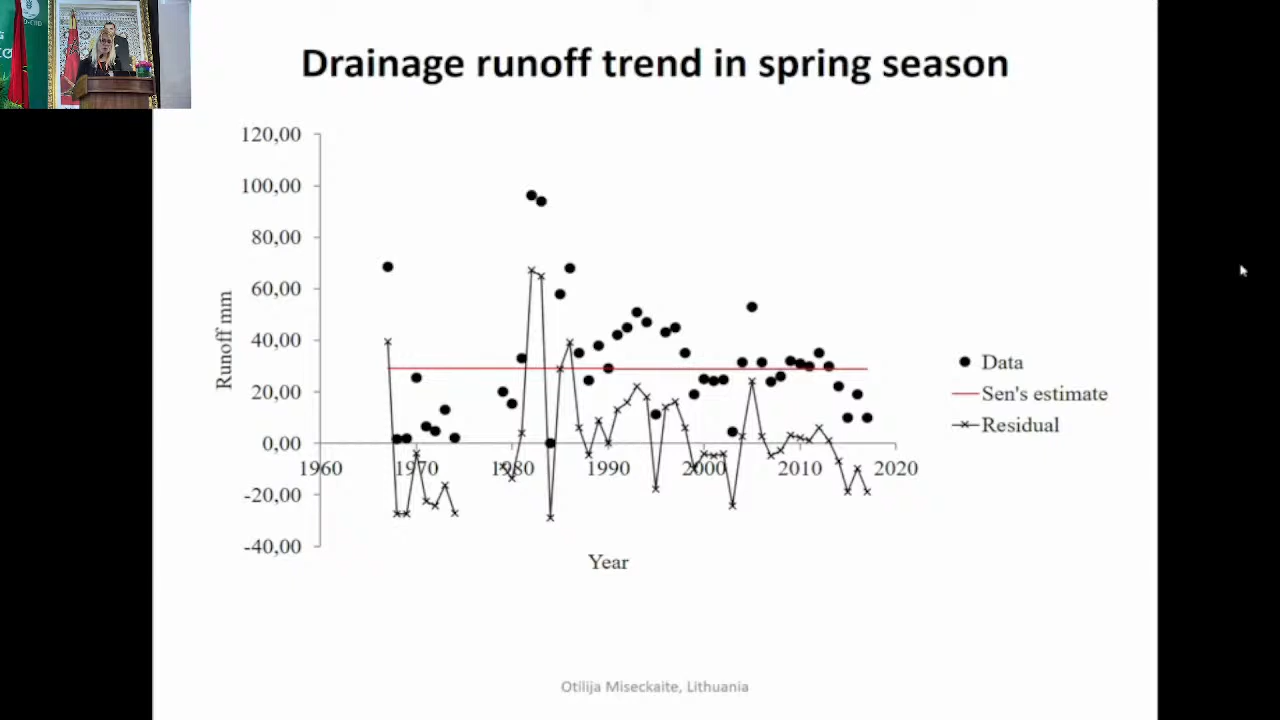 Drainage runoff trend in spring season
120,00
100,00
80,00
60,00
40,00
20,00
0,00
-20,00
-40,00
Runoff mm
1960
1970
1980
1990
2000
2010
2020
Year
Data
Sen's estimate
Residual
Otilija Miseckaite, Lithuania